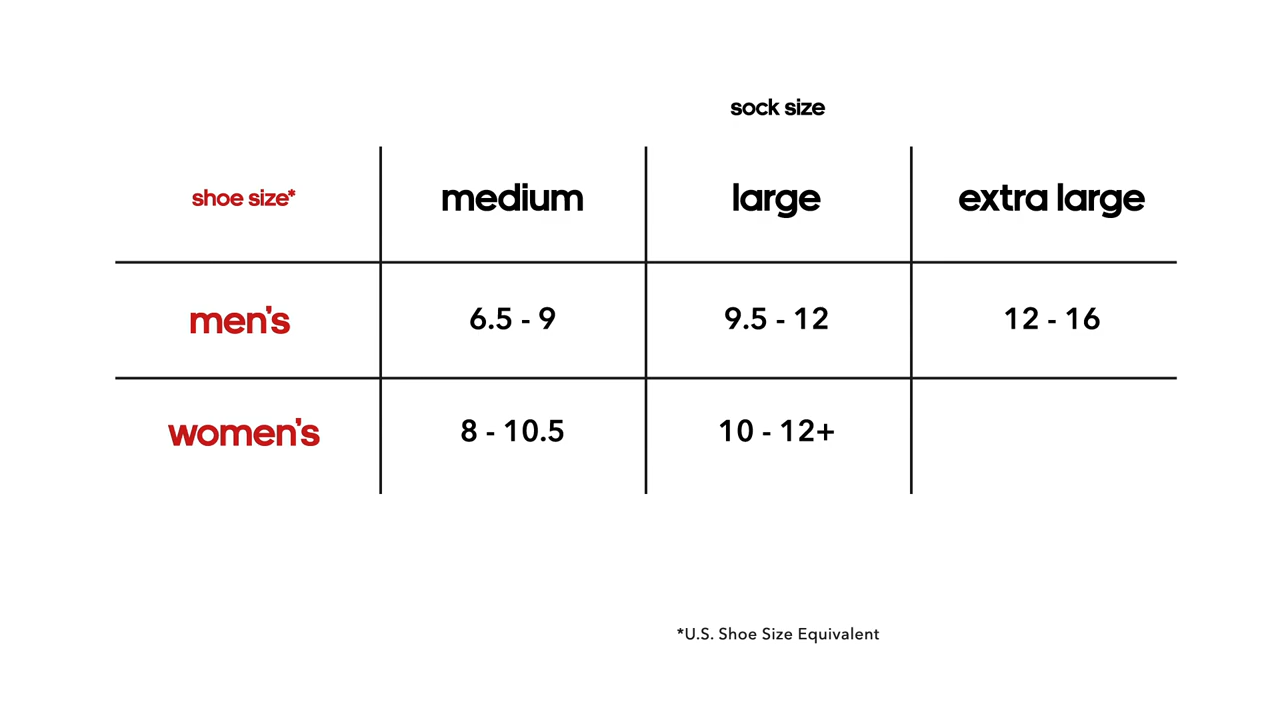 sock size
shoe size* medium large extra large
men's 6.5 - 9 9.5 - 12 12 - 16
women's 8 - 10.5 10 - 12+
*U.S. Shoe Size Equivalent